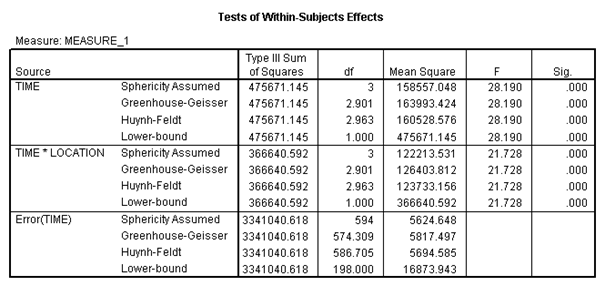 Tests of Within-Subjects Effects
Measure: MEASURE_1
Source Type III Sum of Squares df Mean Square F Sig.
TIME Sphericity Assumed 475671.145 3 158557.048 28.190 .000
Greenhouse-Geisser 475671.145 2.901 163993.424 28.190 .000
Huynh-Feldt 475671.145 2.963 160528.576 28.190 .000
Lower-bound 475671.145 1.000 475671.145 28.190 .000
TIME * LOCATION Sphericity Assumed 366640.592 3 122213.531 21.728 .000
Greenhouse-Geisser 366640.592 2.901 126403.812 21.728 .000
Huynh-Feldt 366640.592 2.963 123733.156 21.728 .000
Lower-bound 366640.592 1.000 366640.592 21.728 .000
Error(TIME) Sphericity Assumed 3341040.618 594 5624.648
Greenhouse-Geisser 3341040.618 574.309 5817.497
Huynh-Feldt 3341040.618 586.705 5694.585
Lower-bound 3341040.618 198.000 16873.943